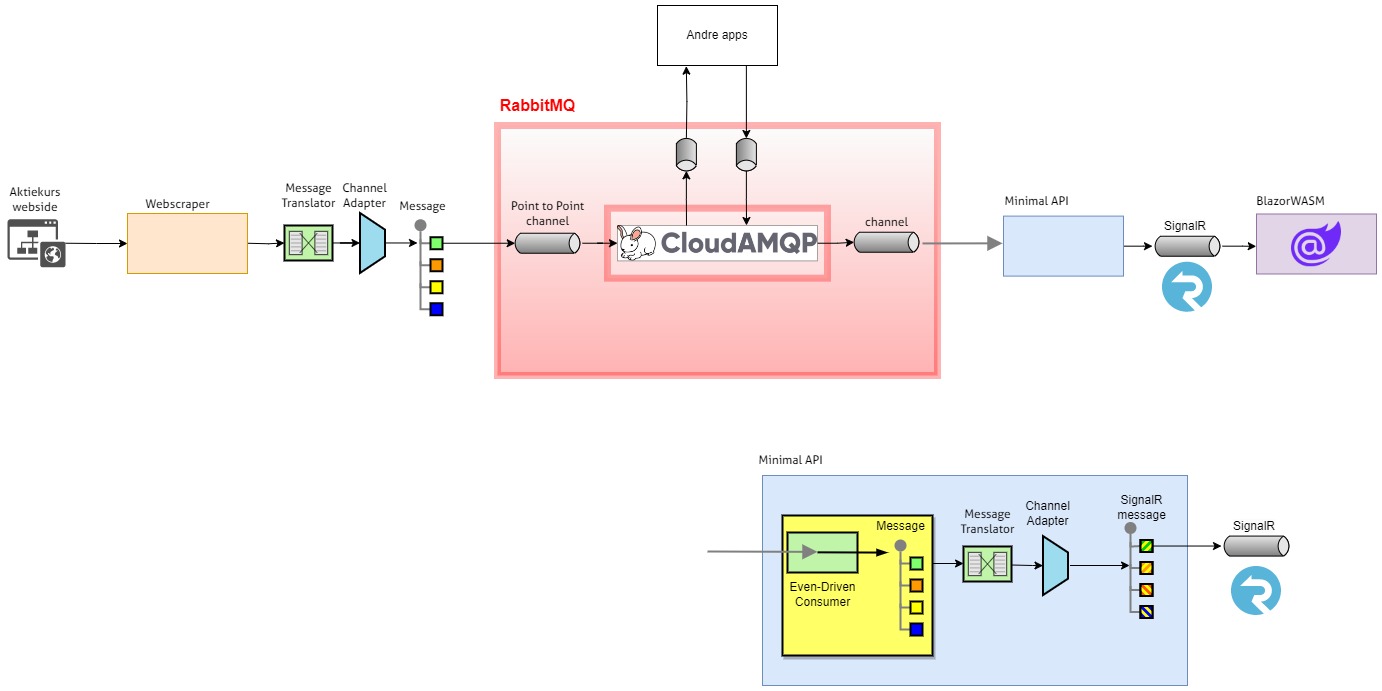 Andre apps
RabbitMQ
Aktiekurs
webside
Webscraper
Message
Translator
Channel
Adapter
Message
Point to Point
channel
CloudAMQP
channel
Minimal API
SignalR
BlazorWASM
@
Minimal API
Message
Even-Driven
Consumer
Message
Translator
Channel
Adapter
SignalR
message
SignalR